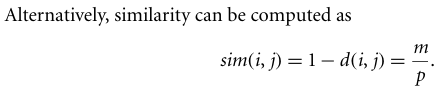 Alternatively, similarity can be computed as
sim(i, j) = 1 − d(i, j) = m/p.